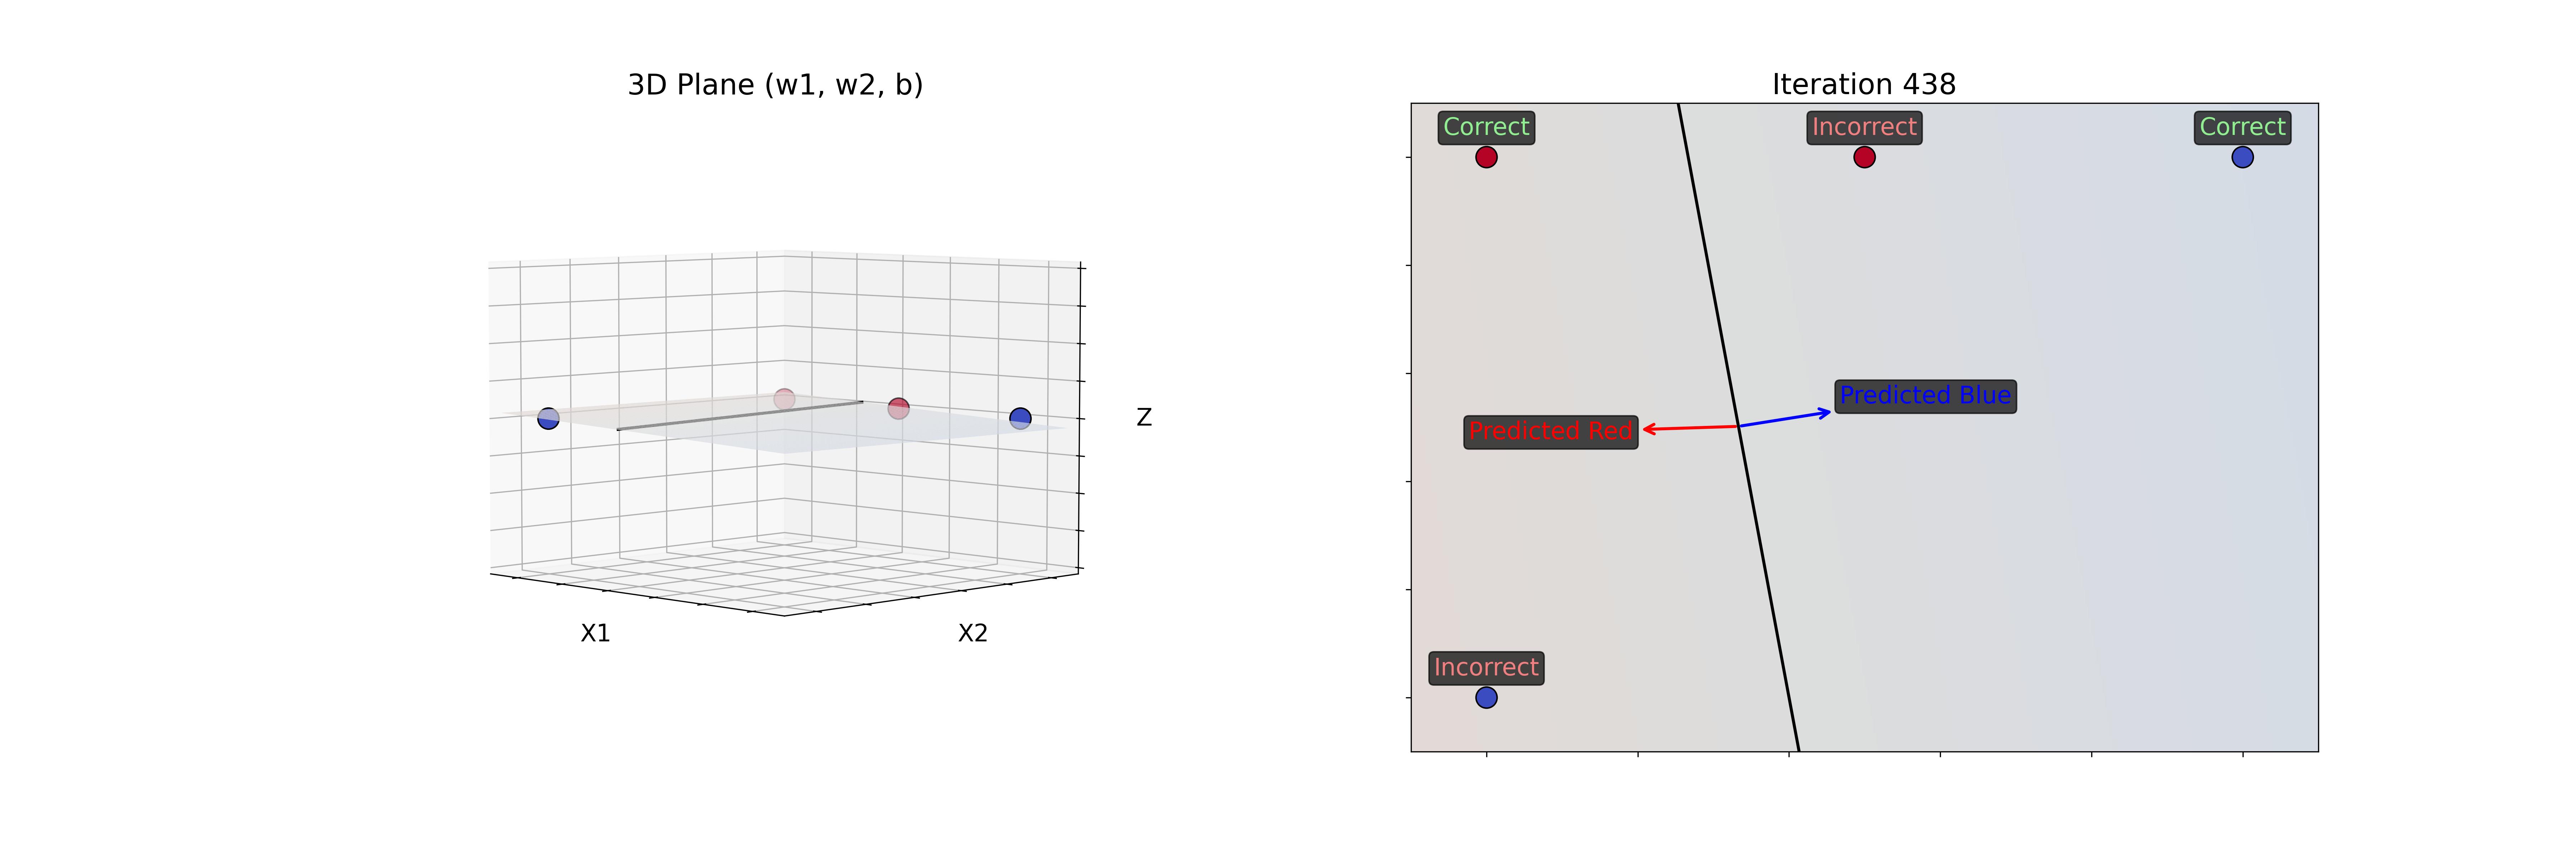 3D Plane (w1, w2, b)
Z
X1
X2
Iteration 438
Correct
Incorrect
Correct
Predicted Blue
Predicted Red
Incorrect